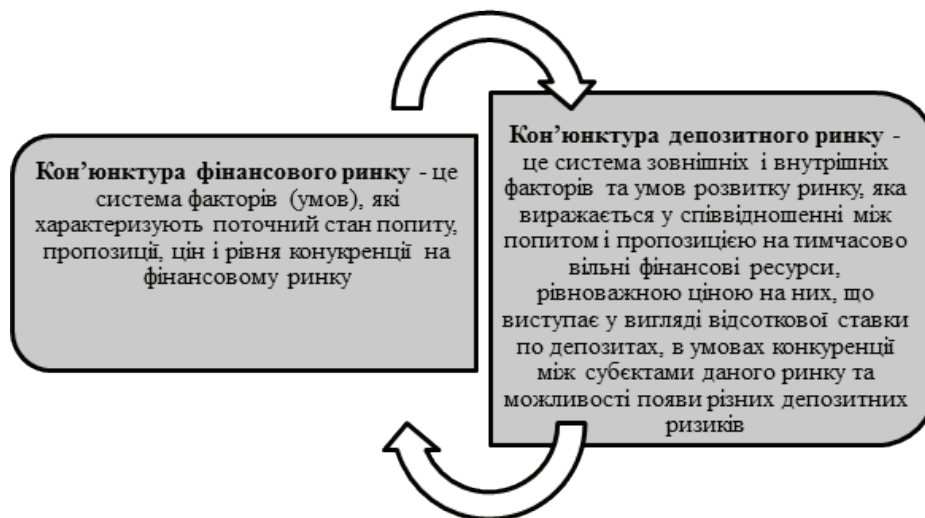 Кон’юнктура фінансового ринку - це
система факторів (умов), які
характеризують поточний стан попиту,
пропозиції, цін і рівня конукренції на
фінансовому ринку
Кон’юнктура депозитного ринку -
це система зовнішніх і внутрішніх
факторів та умов розвитку ринку, яка
виражається у співвідношенні між
попитом і пропозицією на тимчасово
вільні фінансові ресурси,
рівноважною ціною на них, що
виступає у вигляді відсоткової ставки
по депозитах, в умовах конкуренції
між субєктами даного ринку та
можливості появи різних депозитних
ризиків